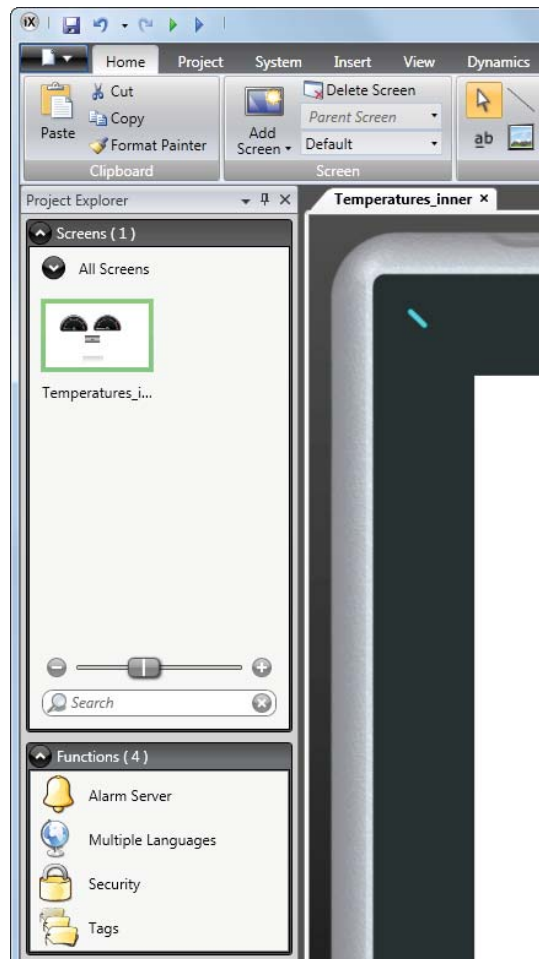 iX
Home Project System Insert View Dynamics
Paste
Cut
Copy
Format Painter
Clipboard
Add
Screen
Delete Screen
Parent Screen
Default
Screen
ab
Project Explorer
Temperatures_inner
Screens ( 1 )
All Screens
Temperatures_i...
Search
Functions ( 4 )
Alarm Server
Multiple Languages
Security
Tags